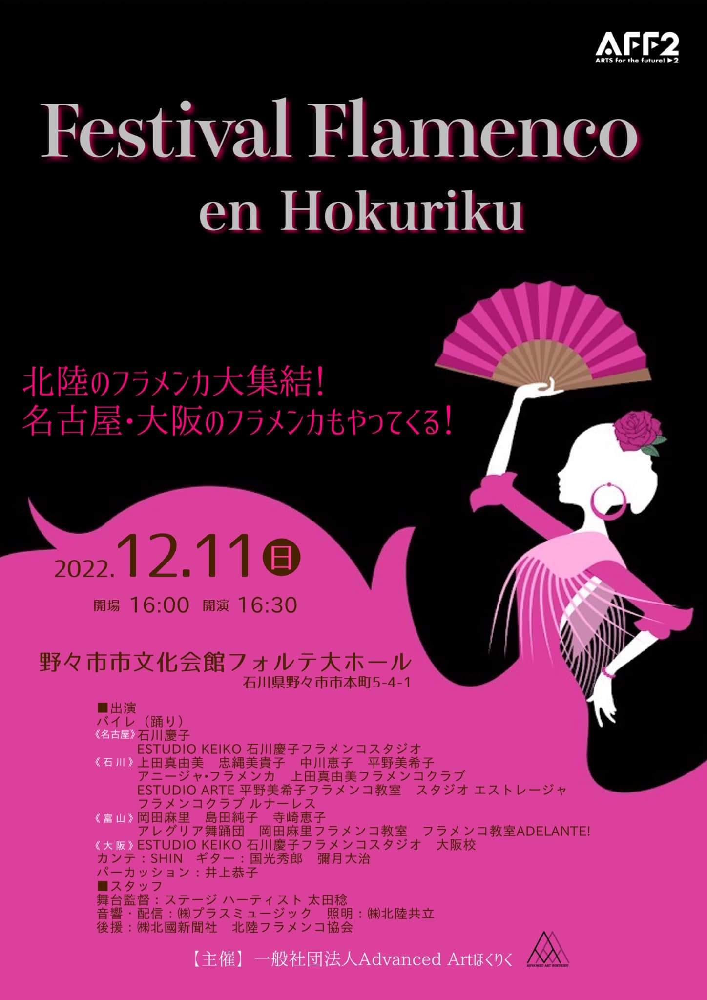 AFF2
ARTS for the future! ▶2
Festival Flamenco
en Hokuriku
北陸のフラメンカ大集結!
名古屋・大阪のフラメンカもやってくる!
2022.12.11日
開場 16:00 開演 16:30
野々市市文化会館フォルテ大ホール
石川県野々市市本町5-4-1
■出演
バイレ（踊り）
《名古屋》石川慶子
ESTUDIO KEIKO 石川慶子フラメンコスタジオ
《石川》上田真由美　忠縄美貴子　中川恵子　平野美希子
アニージャ•フラメンカ　上田真由美フラメンコクラブ
ESTUDIO ARTE 平野美希子フラメンコ教室　スタジオ エストレージャ
フラメンコクラブ ルナーレス
《富山》岡田麻里　島田純子　寺崎恵子
アレグリア舞踊団　岡田麻里フラメンコ教室　フラメンコ教室ADELANTE!
《大阪》ESTUDIO KEIKO 石川慶子フラメンコスタジオ　大阪校
カンテ：SHIN　ギター：国光秀郎　彌月大治
パーカッション：井上恭子
■スタッフ
舞台監督：ステージ ハーティスト 太田稔
音響・配信：㈱プラスミュージック　照明：㈱北陸共立
後援：㈱北國新聞社　北陸フラメンコ協会
【主催】一般社団法人Advanced Artほくりく
ADVANCED ART HOKURIKU